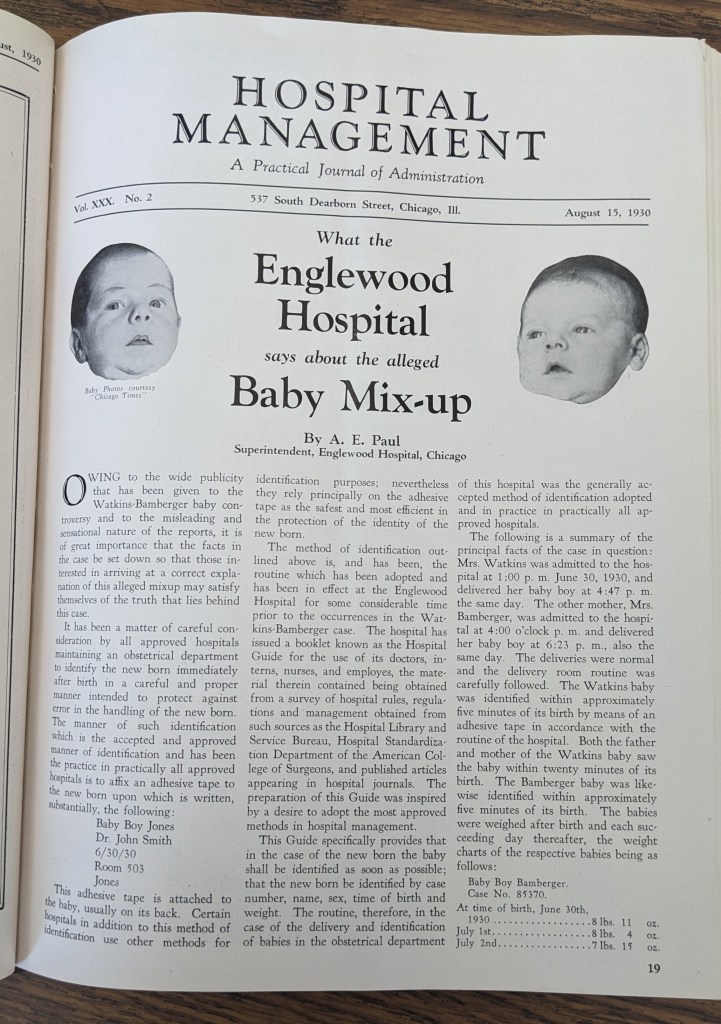 ust, 1930
HOSPITAL
MANAGEMENT
A Practical Journal of Administration
Vol. XXX. No. 2
537 South Dearborn Street, Chicago, Ill.
August 15, 1930
What the
Englewood
Hospital
says about the alleged
Baby Mix-up
Baby Photos courtesy
"Chicago Times"
By A. E. Paul
Superintendent, Englewood Hospital, Chicago
OWING to the wide publicity
that has been given to the
Watkins-Bamberger baby con-
troversy and to the misleading and
sensational nature of the reports, it is
of great importance that the facts in
the case be set down so that those in-
terested in arriving at a correct expla-
nation of this alleged mixup may satisfy
themselves of the truth that lies behind
this case.
It has been a matter of careful con-
sideration by all approved hospitals
maintaining an obstetrical department
to identify the new born immediately
after birth in a careful and proper
manner intended to protect against
error in the handling of the new born.
The manner of such identification
which is the accepted and approved
manner of identification and has been
the practice in practically all approved
hospitals is to affix an adhesive tape to
the new born upon which is written,
substantially, the following:
Baby Boy Jones
Dr. John Smith
6/30/30
Room 503
Jones
This adhesive tape is attached to
the baby, usually on its back. Certain
hospitals in addition to this method of
identification use other methods for
identification purposes; nevertheless
they rely principally on the adhesive
tape as the safest and most efficient in
the protection of the identity of the
new born.
The method of identification out-
lined above is, and has been, the
routine which has been adopted and
has been in effect at the Englewood
Hospital for some considerable time
prior to the occurrences in the Wat-
kins-Bamberger case. The hospital has
issued a booklet known as the Hospital
Guide for the use of its doctors, in-
terns, nurses, and employes, the mate-
rial therein contained being obtained
from a survey of hospital rules, regula-
tions and management obtained from
such sources as the Hospital Library and
Service Bureau, Hospital Standardiza-
tion Department of the American Col-
lege of Surgeons, and published articles
appearing in hospital journals. The
preparation of this Guide was inspired
by a desire to adopt the most approved
methods in hospital management.
This Guide specifically provides that
in the case of the new born the baby
shall be identified as soon as possible;
that the new born be identified by case
number, name, sex, time of birth and
weight. The routine, therefore, in the
case of the delivery and identification
of babies in the obstetrical department
of this hospital was the generally ac-
cepted method of identification adopted
and in practice in practically all ap-
proved hospitals.
The following is a summary of the
principal facts of the case in question:
Mrs. Watkins was admitted to the hos-
pital at 1:00 p. m. June 30, 1930, and
delivered her baby boy at 4:47 p. m.
the same day. The other mother, Mrs.
Bamberger, was admitted to the hospi-
tal at 4:00 o'clock p. m. and delivered
her baby boy at 6:23 p. m., also the
same day. The deliveries were normal
and the delivery room routine was
carefully followed. The Watkins baby
was identified within approximately
five minutes of its birth by means of an
adhesive tape in accordance with the
routine of the hospital. Both the father
and mother of the Watkins baby saw
the baby within twenty minutes of its
birth. The Bamberger baby was like-
wise identified within approximately
five minutes of its birth. The babies
were weighed after birth and each suc-
ceeding day thereafter, the weight
charts of the respective babies being as
follows:
Baby Boy Bamberger.
Case No. 85370.
At time of birth, June 30th,
1930 .................8 lbs. 11 oz.
July 1st.................8 lbs. 4 oz.
July 2nd.................7 lbs. 15 oz.
19